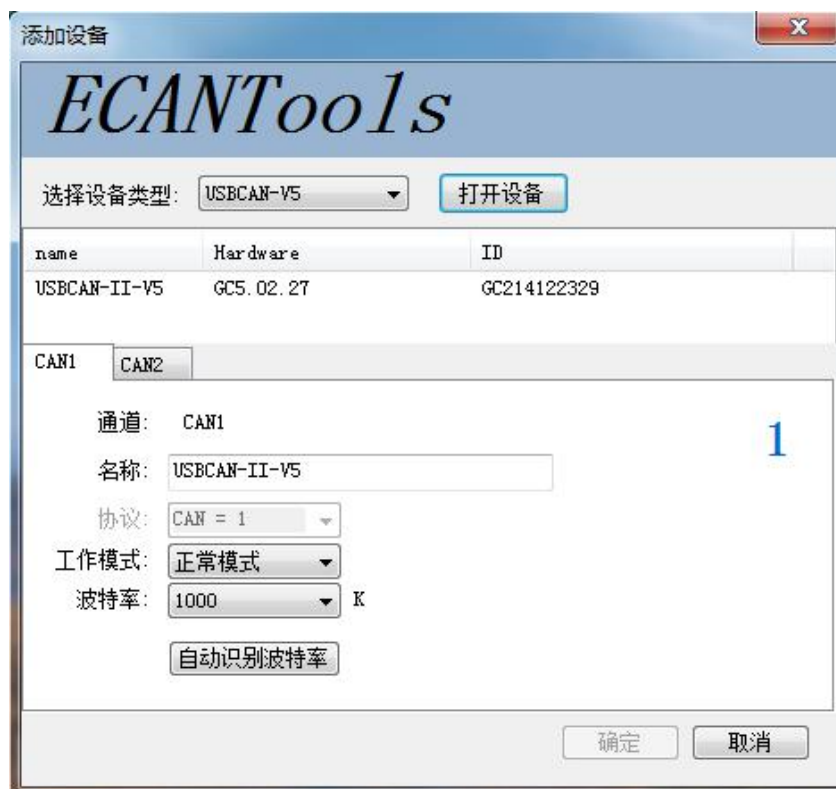 添加设备
ECANTools
选择设备类型: USBCAN-V5 打开设备
name Hardware ID
USBCAN-II-V5 GC5.02.27 GC214122329
CAN1 CAN2
通道: CAN1
1
名称: USBCAN-II-V5
协议: CAN = 1
工作模式: 正常模式
波特率: 1000 K
自动识别波特率
确定 取消